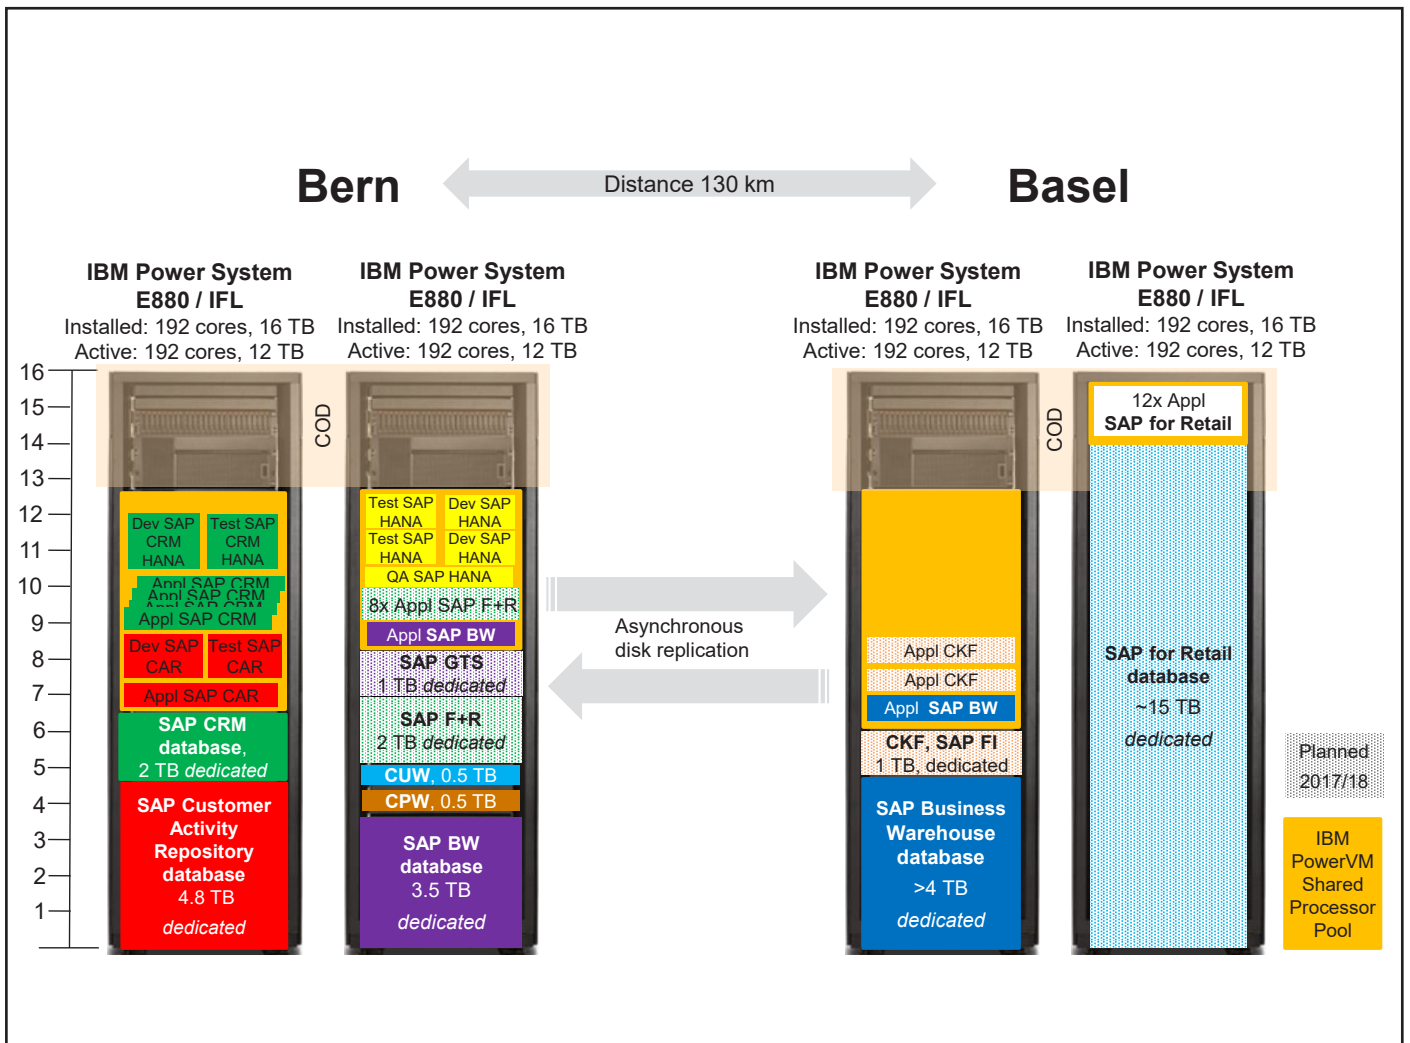 Bern
Distance 130 km
Basel
IBM Power System
E880 / IFL
Installed: 192 cores, 16 TB
Active: 192 cores, 12 TB
IBM Power System
E880 / IFL
Installed: 192 cores, 16 TB
Active: 192 cores, 12 TB
IBM Power System
E880 / IFL
Installed: 192 cores, 16 TB
Active: 192 cores, 12 TB
IBM Power System
E880 / IFL
Installed: 192 cores, 16 TB
Active: 192 cores, 12 TB
16
15
14
13
12
11
10
9
8
7
6
5
4
3
2
1
COD
Dev SAP
CRM
HANA
Test SAP
CRM
HANA
Appl SAP CRM
Appl SAP CRM
Appl SAP CRM
Appl SAP CRM
Dev SAP
CAR
Test SAP
CAR
Appl SAP CAR
SAP CRM
database,
2 TB dedicated
SAP Customer
Activity
Repository
database
4.8 TB
dedicated
Test SAP
HANA
Dev SAP
HANA
Test SAP
HANA
Dev SAP
HANA
QA SAP HANA
8x Appl SAP F+R
Appl SAP BW
SAP GTS
1 TB dedicated
SAP F+R
2 TB dedicated
CUW, 0.5 TB
CPW, 0.5 TB
SAP BW
database
3.5 TB
dedicated
Asynchronous
disk replication
COD
Appl CKF
Appl CKF
Appl SAP BW
CKF, SAP FI
1 TB, dedicated
SAP Business
Warehouse
database
>4 TB
dedicated
12x Appl
SAP for Retail
SAP for Retail
database
~15 TB
dedicated
Planned
2017/18
IBM
PowerVM
Shared
Processor
Pool